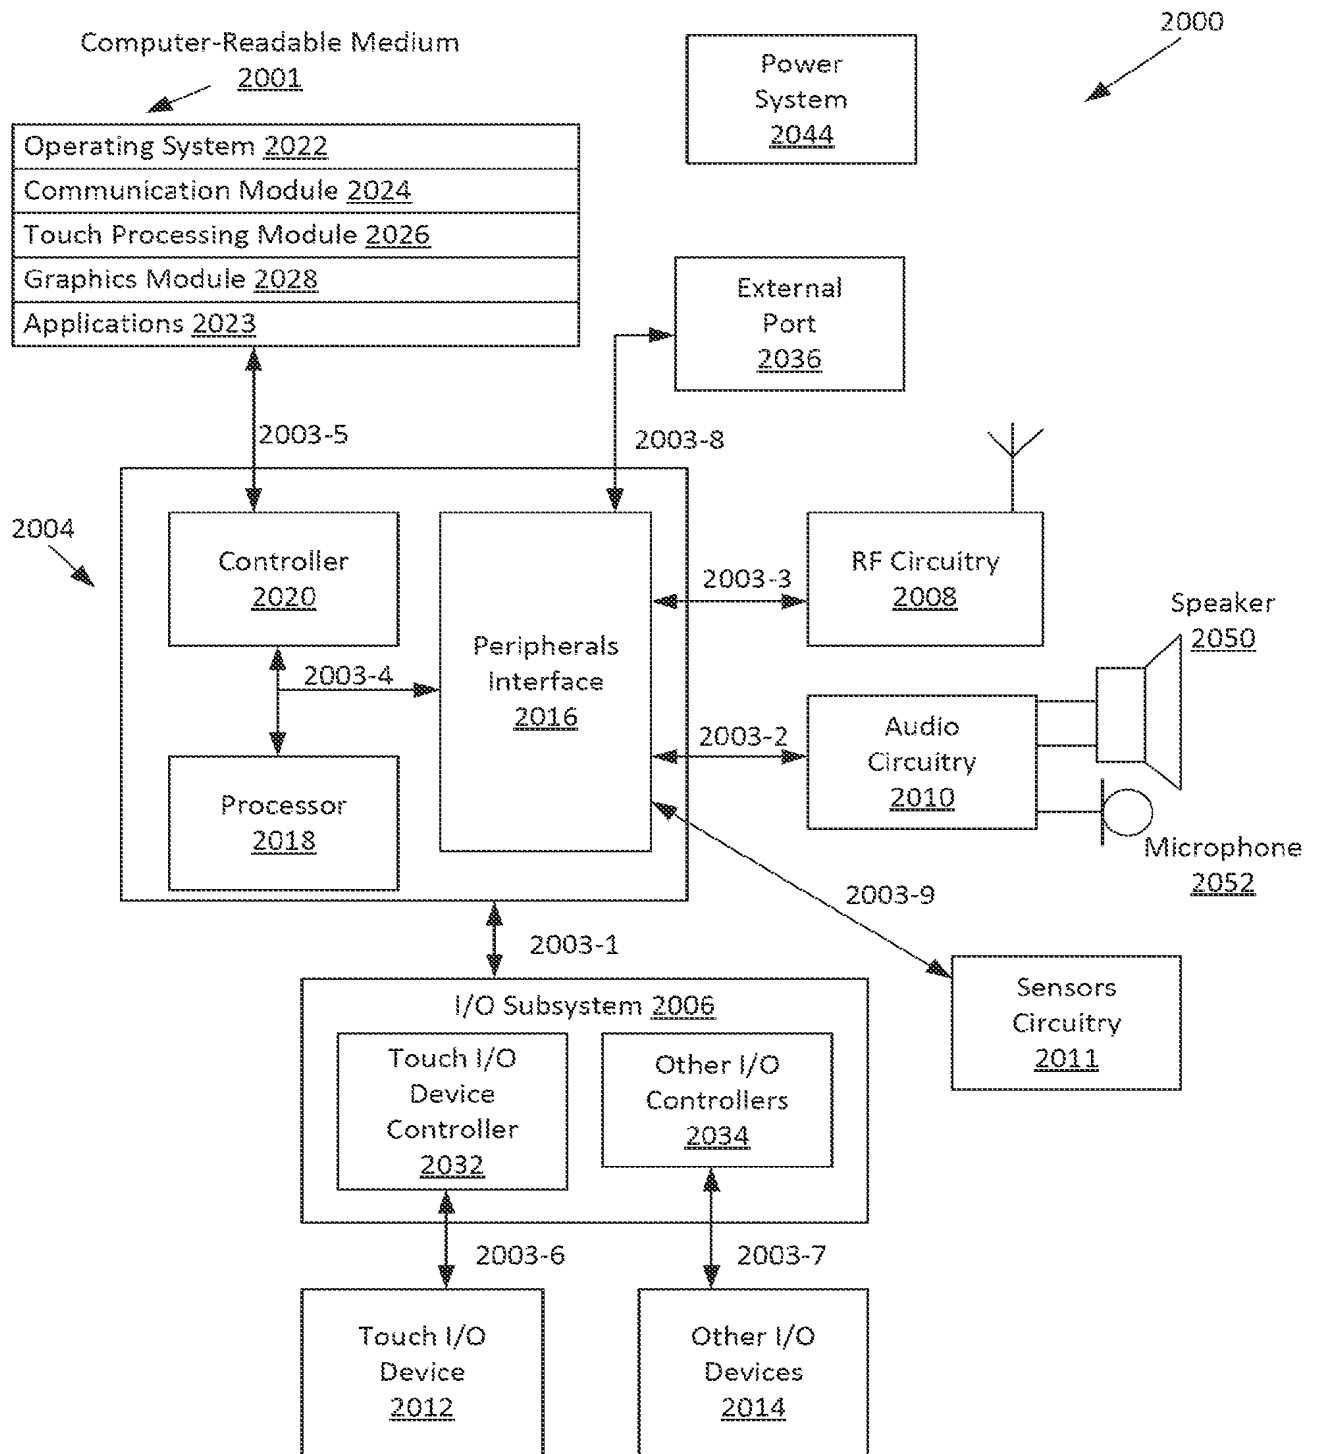 2000
Computer-Readable Medium
2001
Power
System
2044
Operating System 2022
Communication Module 2024
Touch Processing Module 2026
Graphics Module 2028
Applications 2023
External
Port
2036
2003-5
2003-8
2004
Controller
2020
RF Circuitry
2008
2003-3
Speaker
2050
Peripherals
Interface
2016
2003-4
2003-2
Audio
Circuitry
2010
Processor
2018
Microphone
2052
2003-9
2003-1
Sensors
Circuitry
2011
I/O Subsystem 2006
Touch I/O
Device
Controller
2032
Other I/O
Controllers
2034
2003-6
2003-7
Touch I/O
Device
2012
Other I/O
Devices
2014